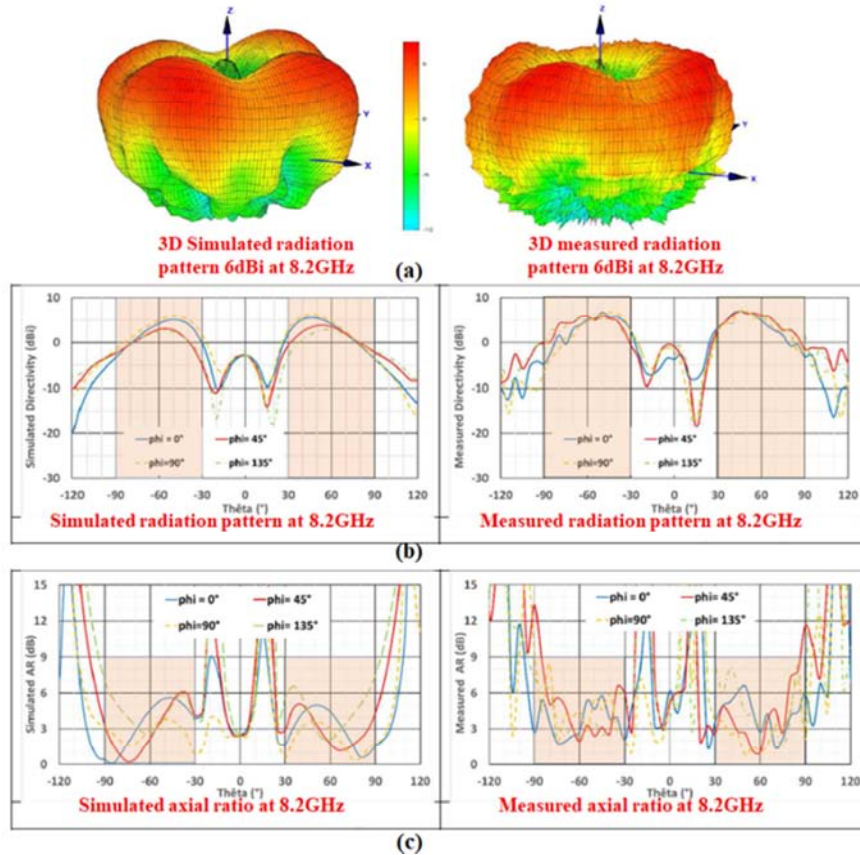 Z
Z
Y
Y
X
X
5
0
-5
-10
3D Simulated radiation
pattern 6dBi at 8.2GHz
3D measured radiation
pattern 6dBi at 8.2GHz
(a)
Simulated Directivity (dBi)
10
0
-10
-20
-30
phi = 0°
phi= 45°
phi=90°
phi= 135°
-120 -90 -60 -30 0 30 60 90 120
Thêta (°)
Simulated radiation pattern at 8.2GHz
Measured Directivity (dBi)
10
0
-10
-20
-30
phi = 0°
phi= 45°
phi=90°
phi= 135°
-120 -90 -60 -30 0 30 60 90 120
Thêta (°)
Measured radiation pattern at 8.2GHz
(b)
Simulated AR (dBi)
15
12
9
6
3
0
phi = 0°
phi= 45°
phi=90°
phi= 135°
-120 -90 -60 -30 0 30 60 90 120
Thêta (°)
Simulated axial ratio at 8.2GHz
Measured AR (dBi)
15
12
9
6
3
0
phi = 0°
phi= 45°
phi=90°
phi= 135°
-120 -90 -60 -30 0 30 60 90 120
Thêta (°)
Measured axial ratio at 8.2GHz
(c)